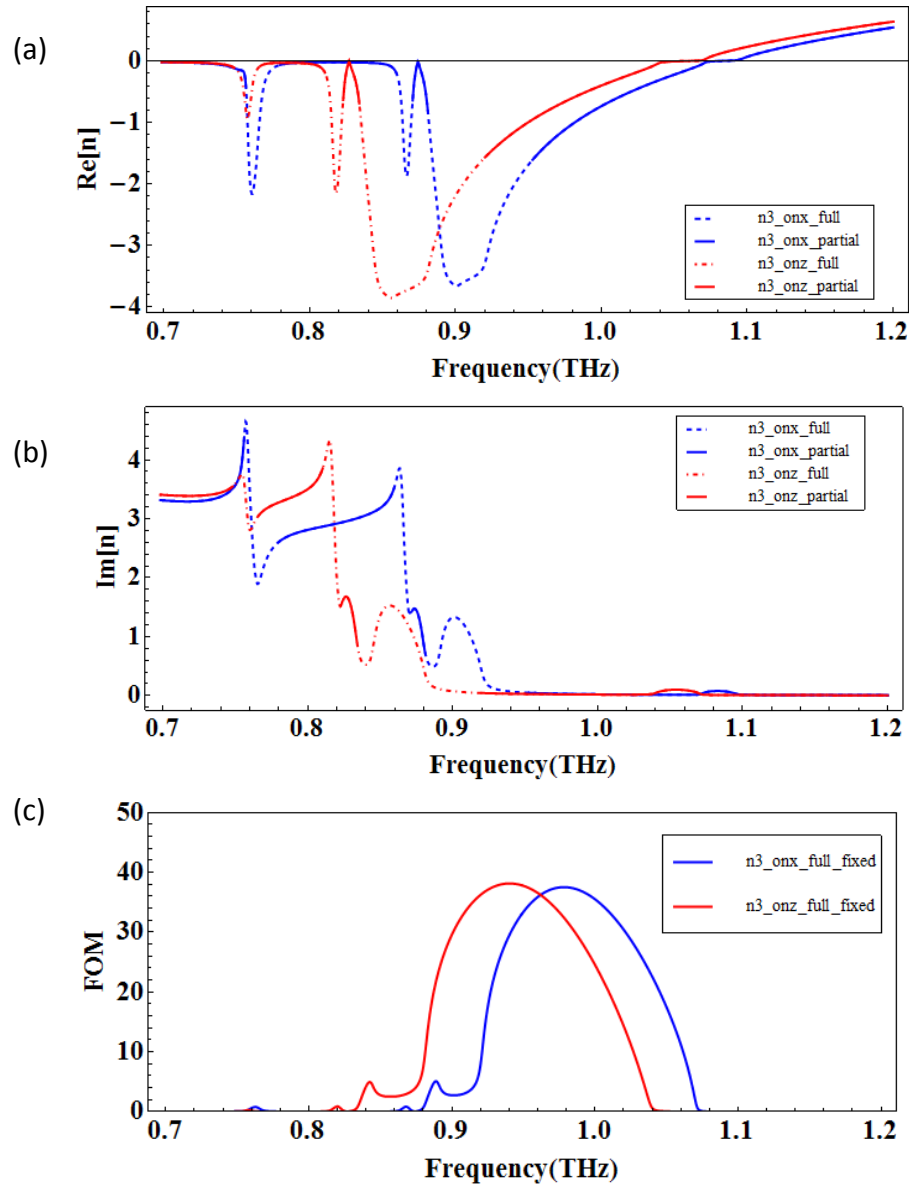 (a)
0
−1
−2
−3
−4
Re[n]
n3_onx_full
n3_onx_partial
n3_onz_full
n3_onz_partial
0.7 0.8 0.9 1.0 1.1 1.2
Frequency(THz)
(b)
4
3
2
1
0
Im[n]
n3_onx_full
n3_onx_partial
n3_onz_full
n3_onz_partial
0.7 0.8 0.9 1.0 1.1 1.2
Frequency(THz)
(c)
50
40
30
20
10
0
FOM
n3_onx_full_fixed
n3_onz_full_fixed
0.7 0.8 0.9 1.0 1.1 1.2
Frequency(THz)